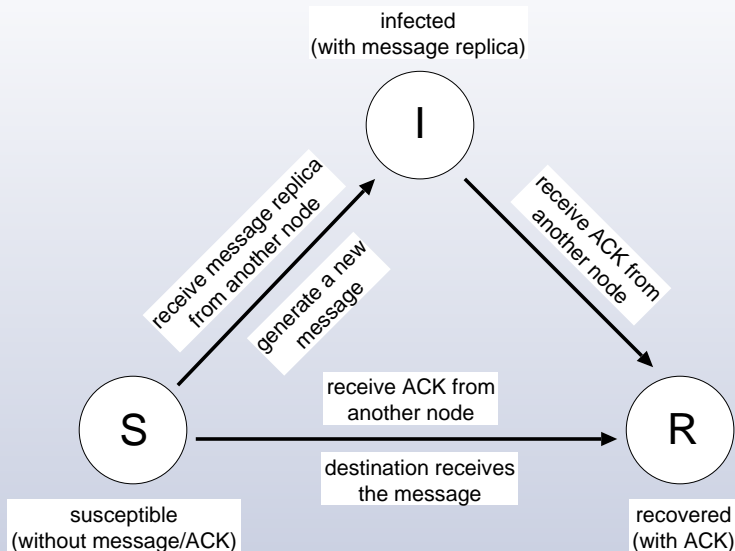 infected
(with message replica)
I
receive message replica
from another node
generate a new
message
receive ACK from
another node
S
receive ACK from
another node
R
destination receives
the message
susceptible
(without message/ACK)
recovered
(with ACK)